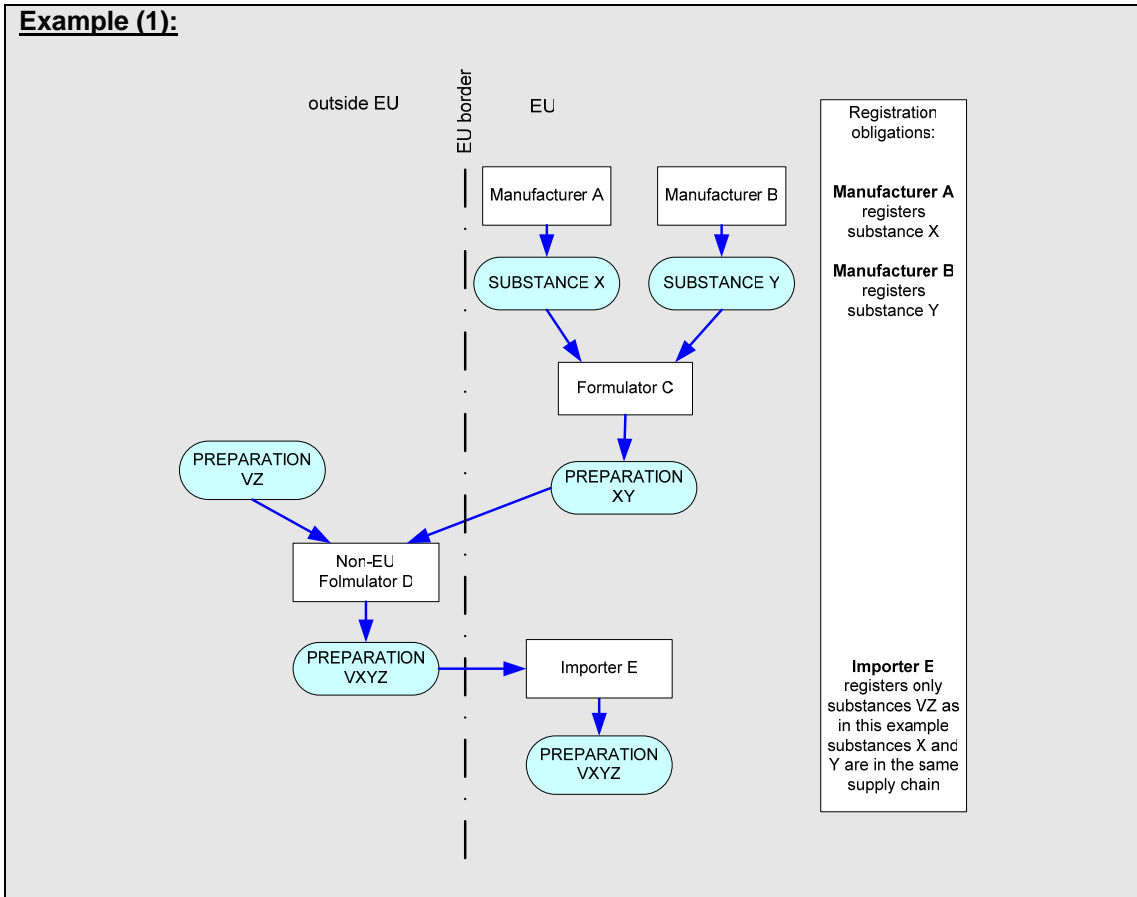 Example (1):
outside EU
EU border
EU
Manufacturer A
Manufacturer B
SUBSTANCE X
SUBSTANCE Y
Formulator C
PREPARATION
VZ
PREPARATION
XY
Non-EU
Folmulator D
PREPARATION
VXYZ
Importer E
PREPARATION
VXYZ
Registration
obligations:
Manufacturer A
registers
substance X
Manufacturer B
registers
substance Y
Importer E
registers only
substances VZ as
in this example
substances X and
Y are in the same
supply chain